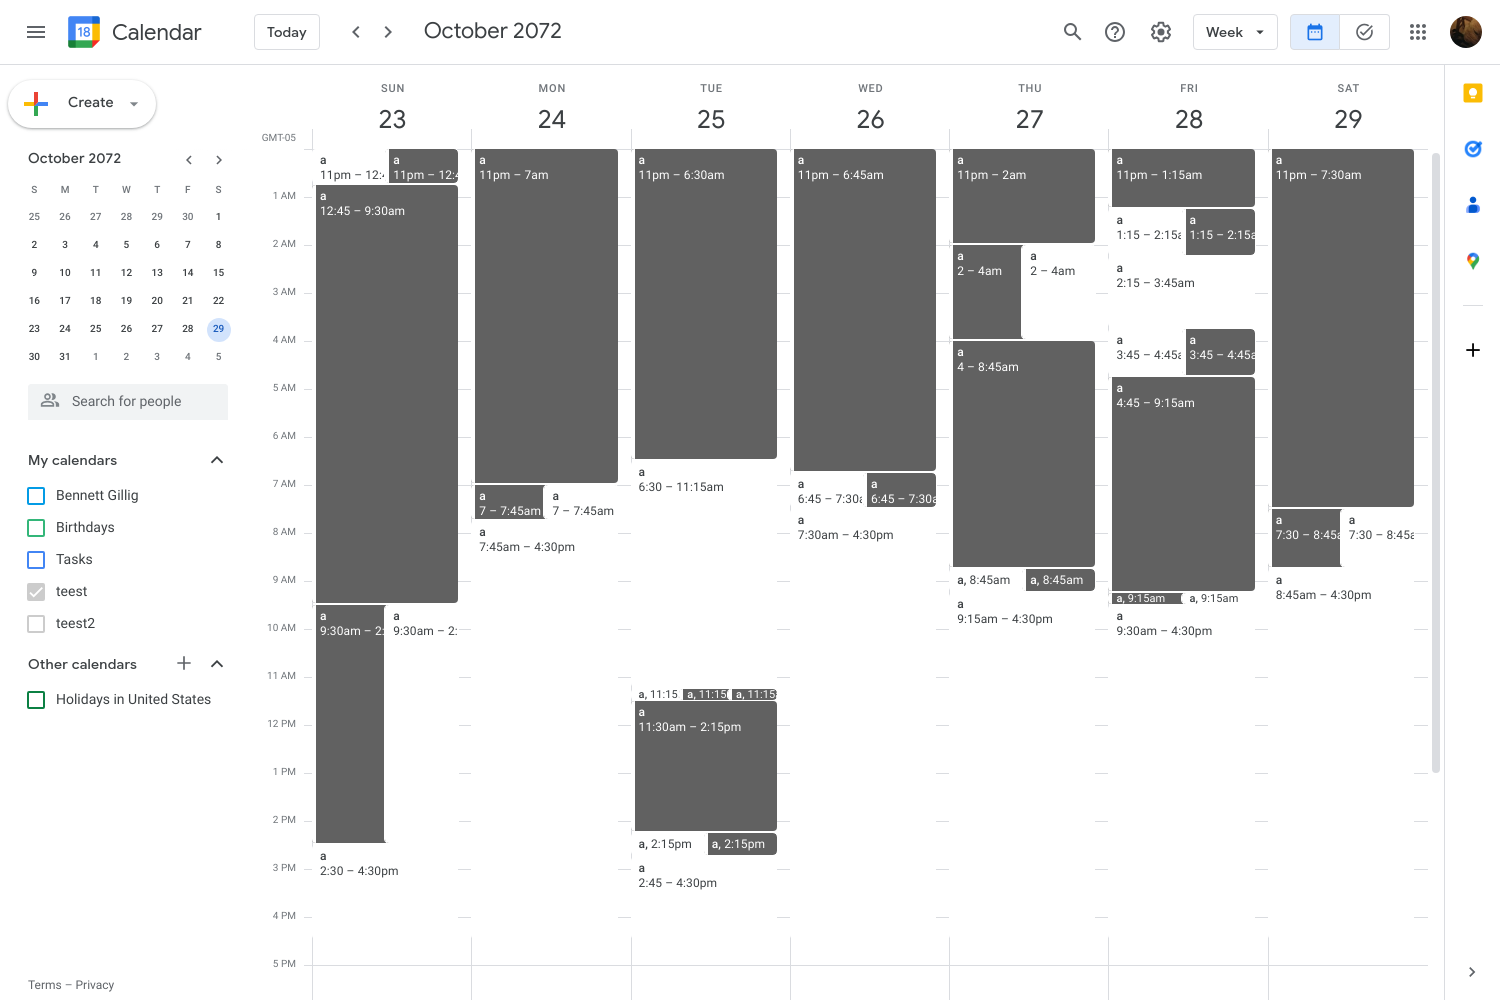 18 Calendar
Today
October 2072
Week
Create
October 2072
S M T W T F S
25 26 27 28 29 30 1
2 3 4 5 6 7 8
9 10 11 12 13 14 15
16 17 18 19 20 21 22
23 24 25 26 27 28 29
30 31 1 2 3 4 5
Search for people
My calendars
Bennett Gillig
Birthdays
Tasks
teest
teest2
Other calendars
Holidays in United States
Terms – Privacy
GMT-05
1 AM
2 AM
3 AM
4 AM
5 AM
6 AM
7 AM
8 AM
9 AM
10 AM
11 AM
12 PM
1 PM
2 PM
3 PM
4 PM
5 PM
SUN
23
a
11pm – 12:4
a
11pm – 12:4
a
12:45 – 9:30am
a
9:30am – 2:
a
9:30am – 2:
a
2:30 – 4:30pm
MON
24
a
11pm – 7am
a
7 – 7:45am
a
7 – 7:45am
a
7:45am – 4:30pm
TUE
25
a
11pm – 6:30am
a
6:30 – 11:15am
a, 11:15
a, 11:15
a, 11:15
a
11:30am – 2:15pm
a, 2:15pm
a, 2:15pm
a
2:45 – 4:30pm
WED
26
a
11pm – 6:45am
a
6:45 – 7:30a
a
6:45 – 7:30a
a
7:30am – 4:30pm
THU
27
a
11pm – 2am
a
2 – 4am
a
2 – 4am
a
4 – 8:45am
a, 8:45am
a, 8:45am
a
9:15am – 4:30pm
FRI
28
a
11pm – 1:15am
a
1:15 – 2:15a
a
1:15 – 2:15a
a
2:15 – 3:45am
a
3:45 – 4:45a
a
3:45 – 4:45a
a
4:45 – 9:15am
a, 9:15am
a, 9:15am
a
9:30am – 4:30pm
SAT
29
a
11pm – 7:30am
a
7:30 – 8:45a
a
7:30 – 8:45a
a
8:45am – 4:30pm